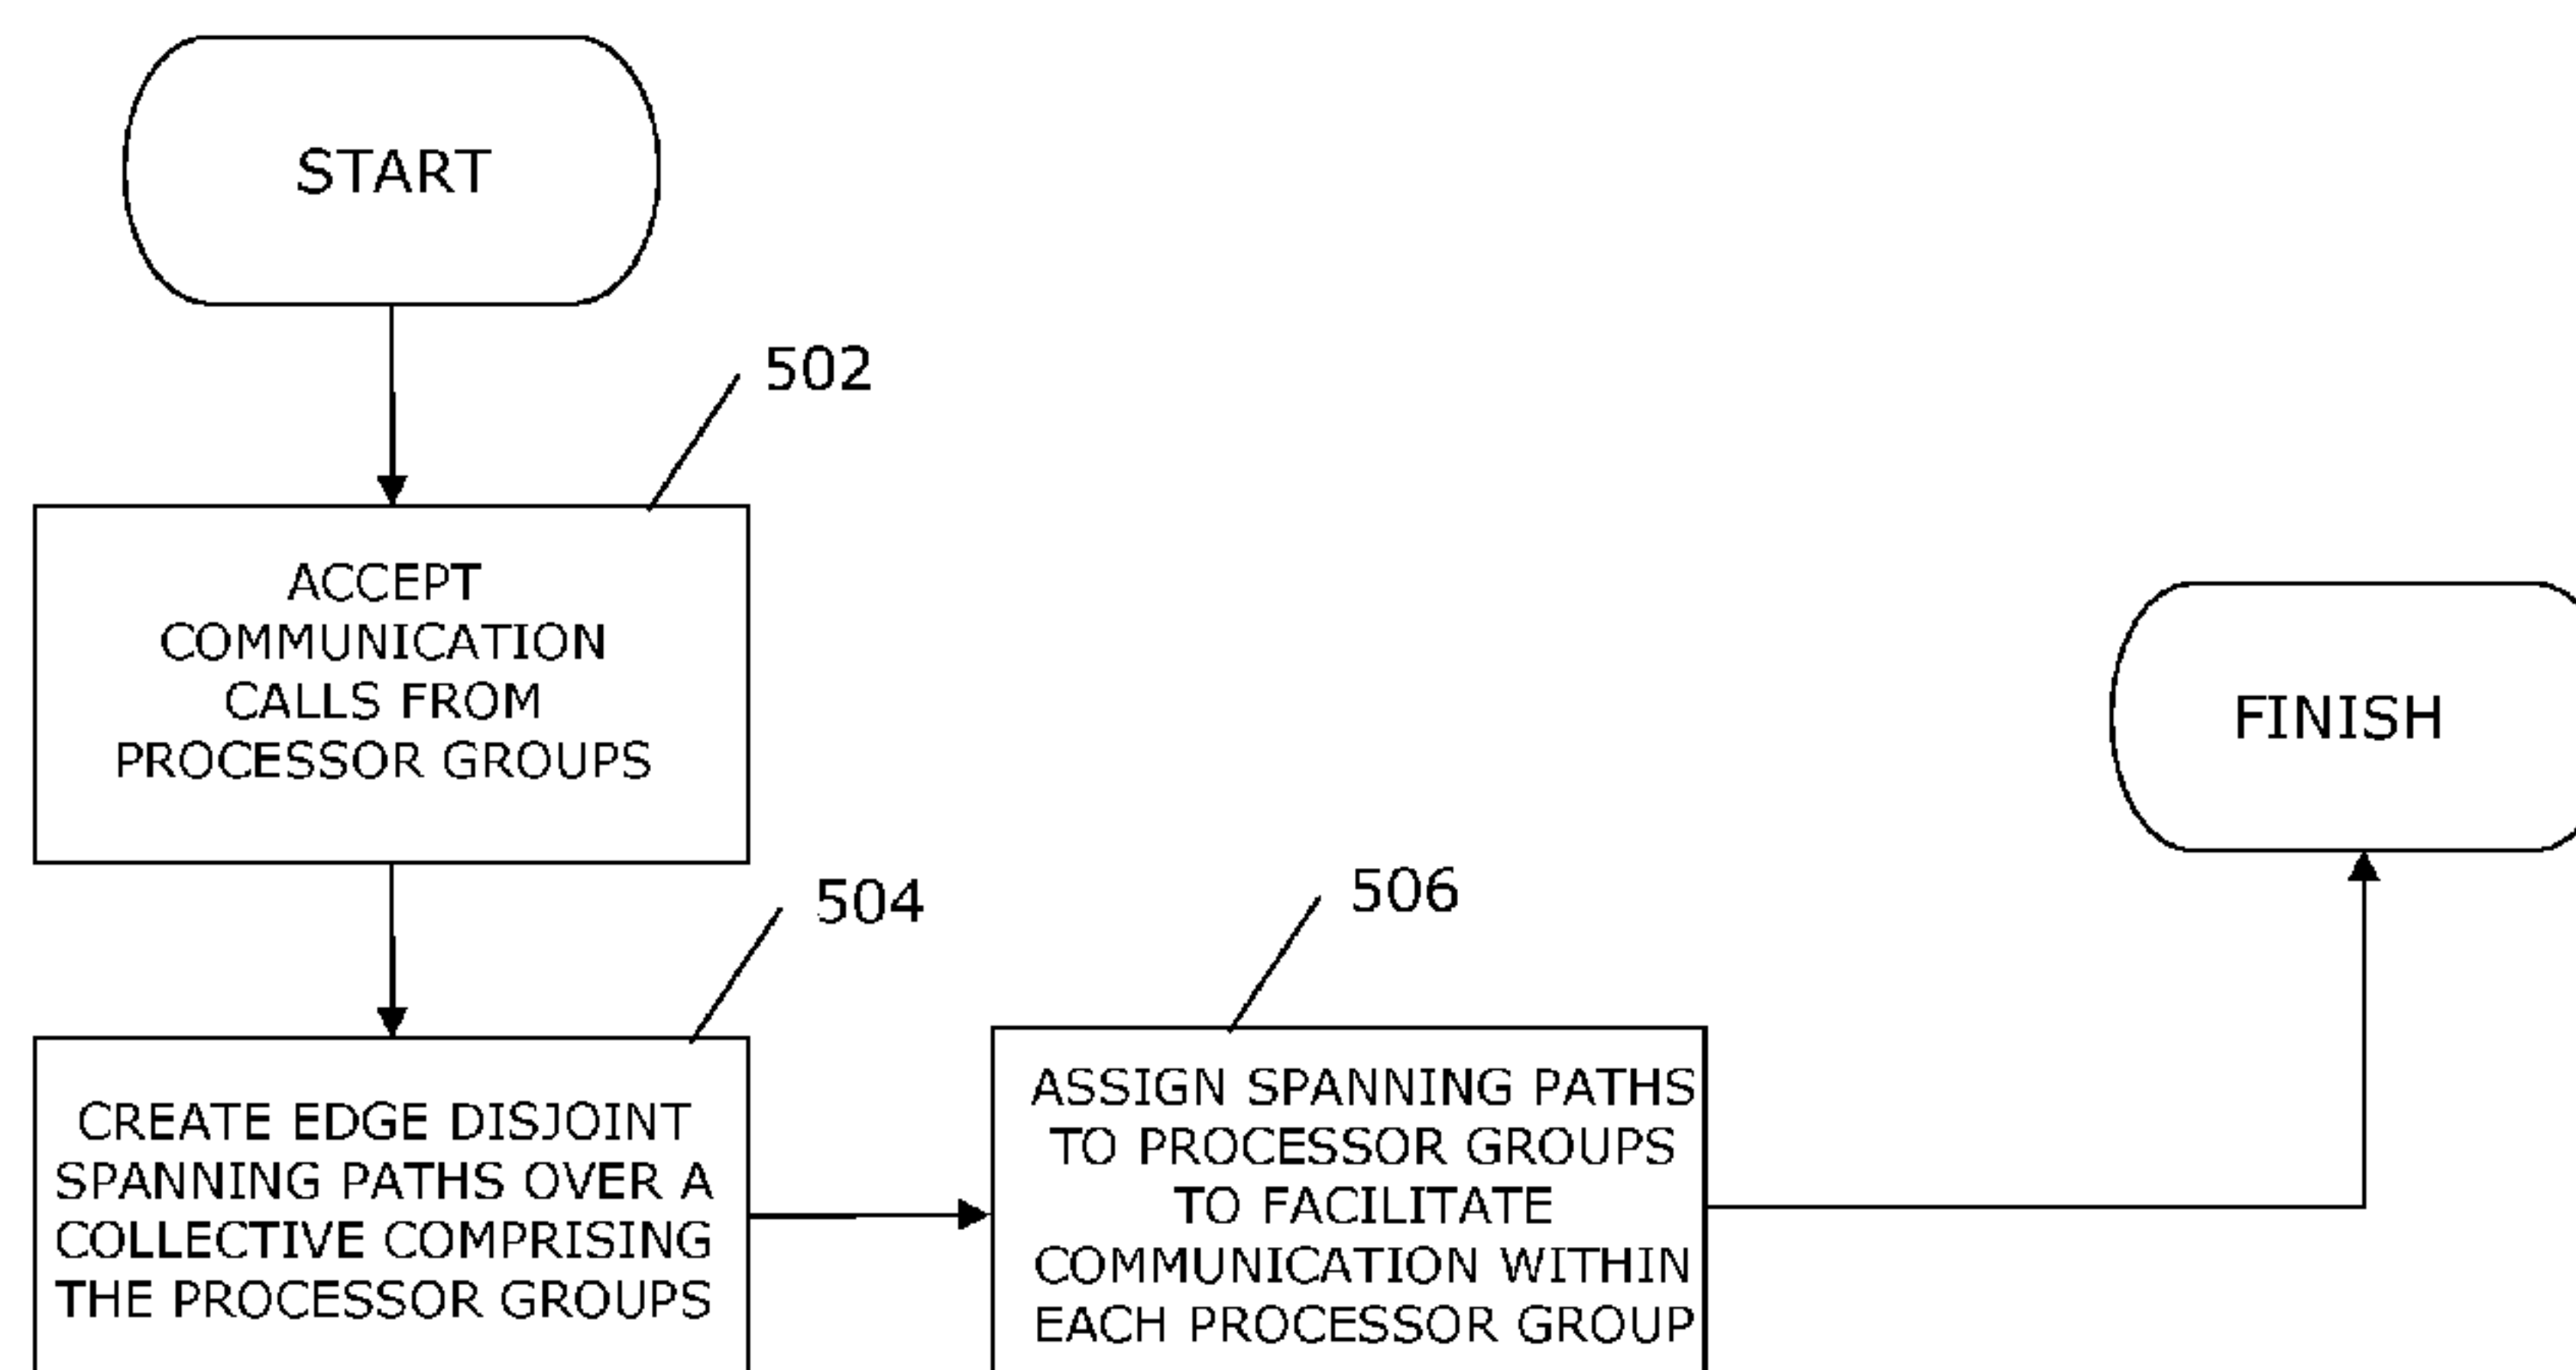 START
502
ACCEPT
COMMUNICATION
CALLS FROM
PROCESSOR GROUPS
504
CREATE EDGE DISJOINT
SPANNING PATHS OVER A
COLLECTIVE COMPRISING
THE PROCESSOR GROUPS
506
ASSIGN SPANNING PATHS
TO PROCESSOR GROUPS
TO FACILITATE
COMMUNICATION WITHIN
EACH PROCESSOR GROUP
FINISH